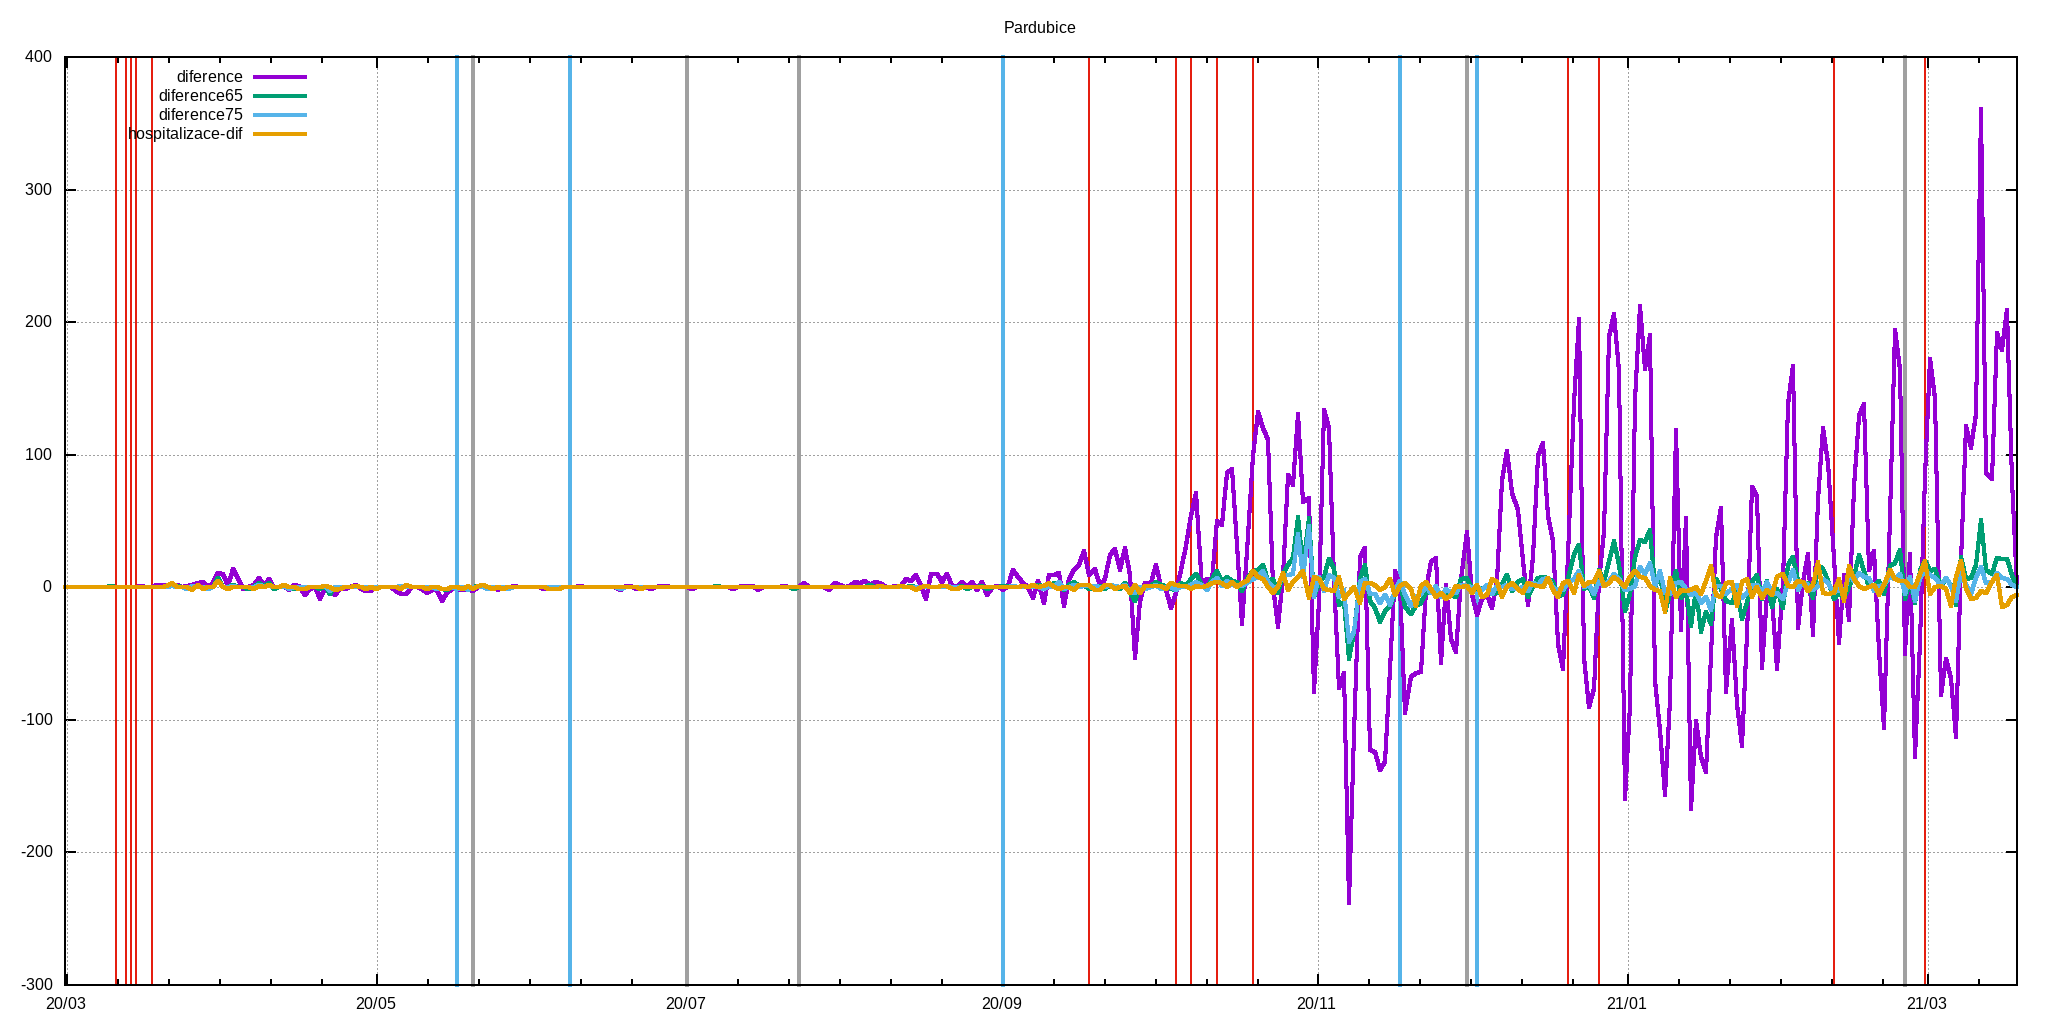 Pardubice
400
diference
diference65
diference75
hospitalizace-dif
300
200
100
0
-100
-200
-300
20/03 20/05 20/07 20/09 20/11 21/01 21/03